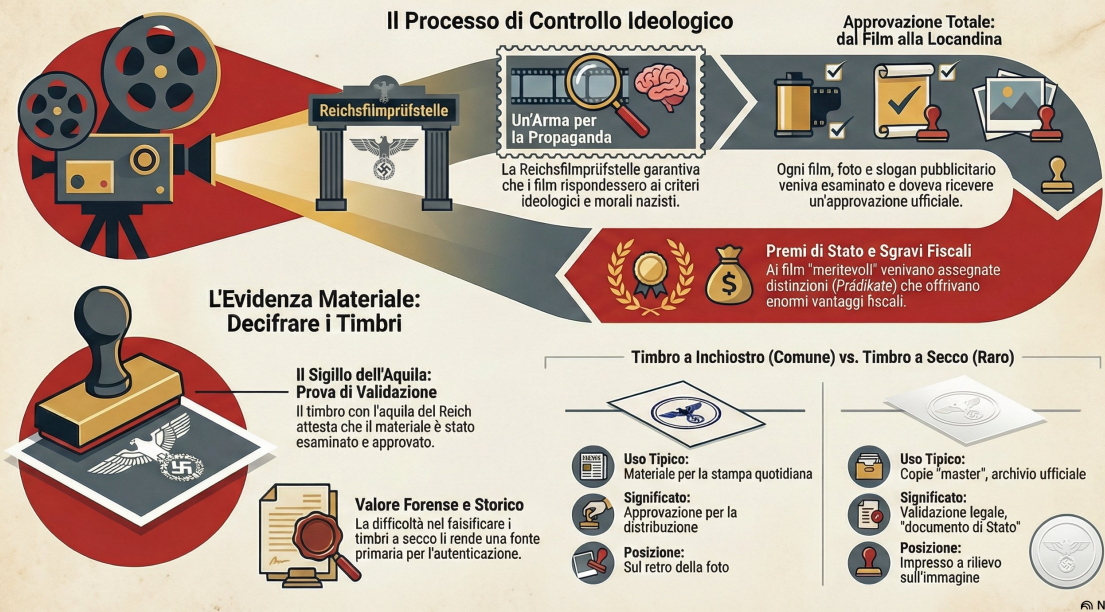 Il Processo di Controllo Ideologico
Approvazione Totale:
dal Film alla Locandina
Reichsfilmprüfstelle
Un'Arma per
la Propaganda
La Reichsfilmprüfstelle garantiva
che i film rispondessero ai criteri
ideologici e morali nazisti.
Ogni film, foto e slogan pubblicitario
veniva esaminato e doveva ricevere
un'approvazione ufficiale.
Premi di Stato e Sgravi Fiscali
Ai film "meritevoll" venivano assegnate
distinzioni (Prádikate) che offrivano
enormi vantaggi fiscali.
L'Evidenza Materiale:
Decifrare i Timbri
Il Sigillo dell'Aquila:
Prova di Validazione
Il timbro con l'aquila del Reich
attesta che il materiale è stato
esaminato e approvato.
Valore Forense e Storico
La difficoltà nel faisificare i
timbri a secco li rende una fonte
primaria per l'autenticazione.
Timbro a Inchiostro (Comune) vs. Timbro a Secco (Raro)
Uso Tipico:
Materiale per la stampa quotidiana
Significato:
Approvazione per la
distribuzione
Posizione:
Sul retro della foto
Uso Tipico:
Copie "master", archivio ufficiale
Significato:
Validazione legale,
"documento di Stato"
Posizione:
Impresso a rilievo
sull'immagine
N